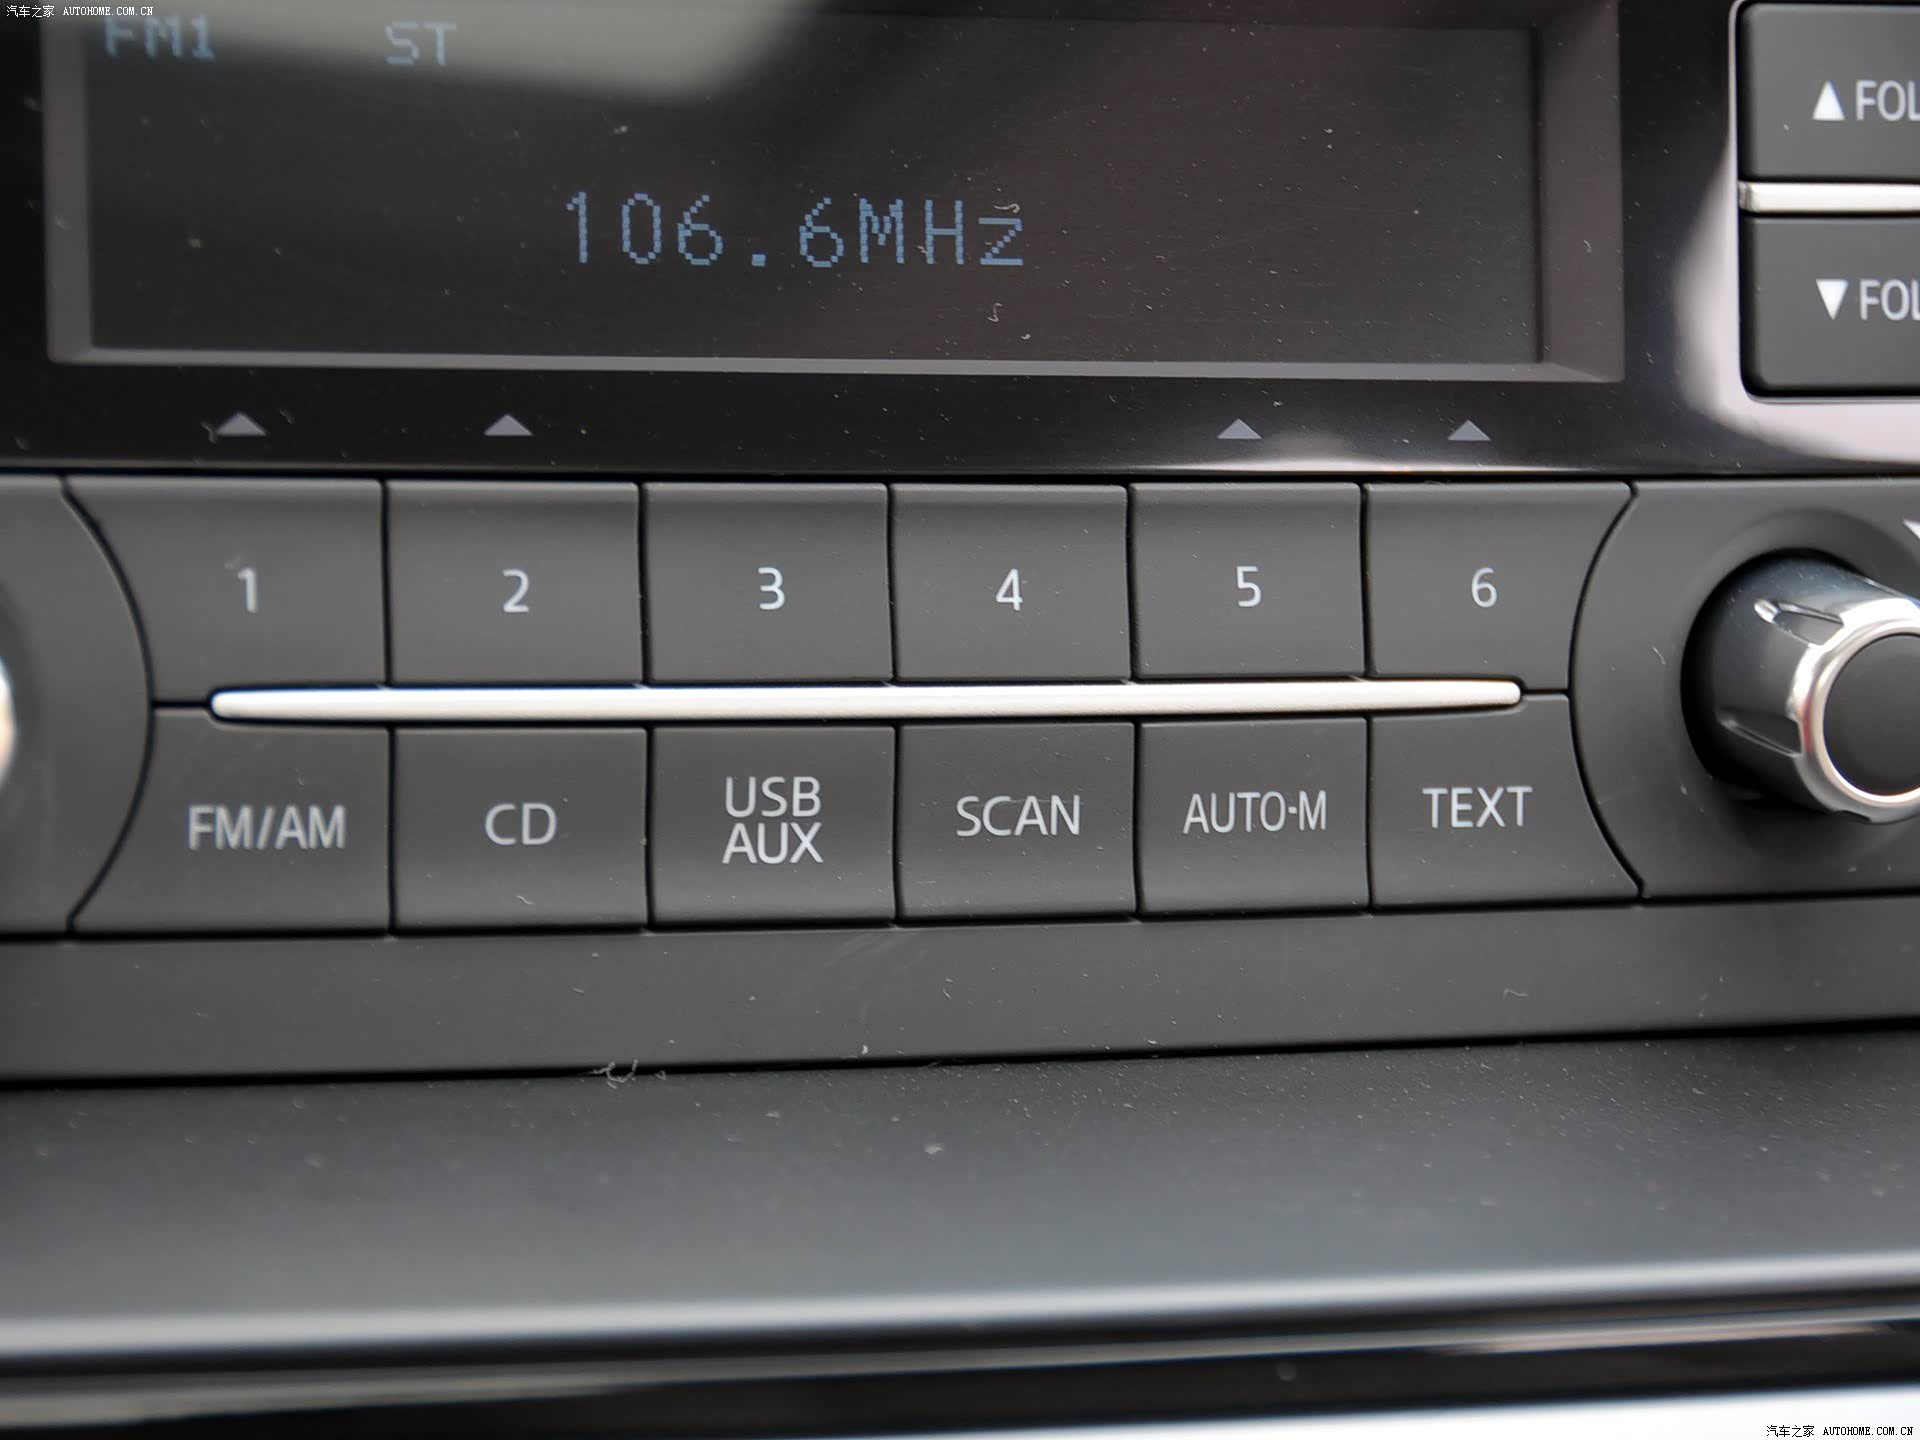 汽车之家 AUTOHOME.COM.CN
FM1 ST
106.6MHz
▲ FOL
▼ FOL
1 2 3 4 5 6
FM/AM CD USB AUX SCAN AUTO-M TEXT
汽车之家 AUTOHOME.COM.CN